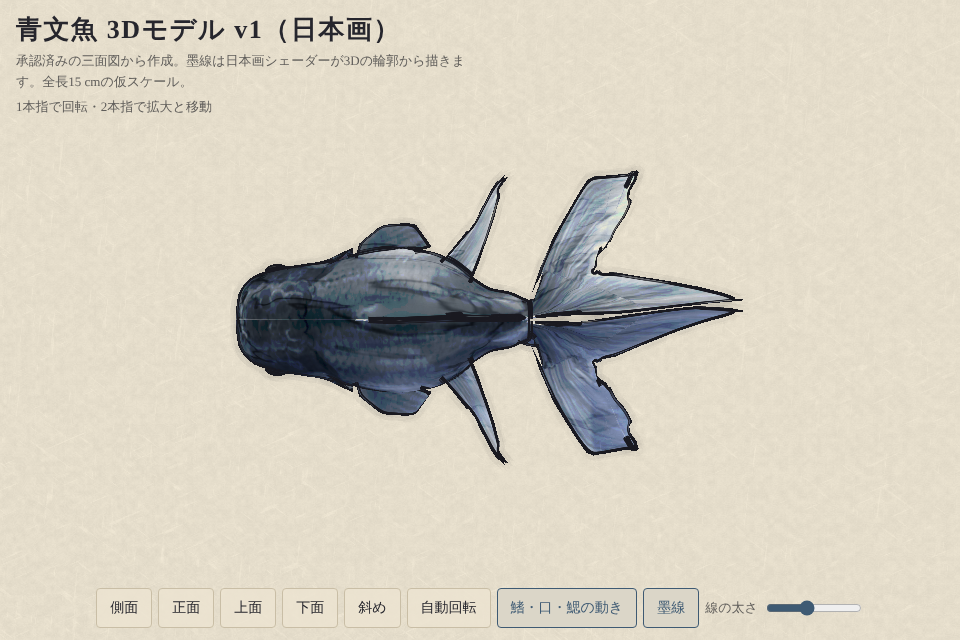 青文魚 3Dモデル v1（日本画）
承認済みの三面図から作成。墨線は日本画シェーダーが3Dの輪郭から描きま
す。全長15 cmの仮スケール。
1本指で回転・2本指で拡大と移動
側面 正面 上面 下面 斜め 自動回転 鰭・口・鰓の動き 墨線 線の太さ